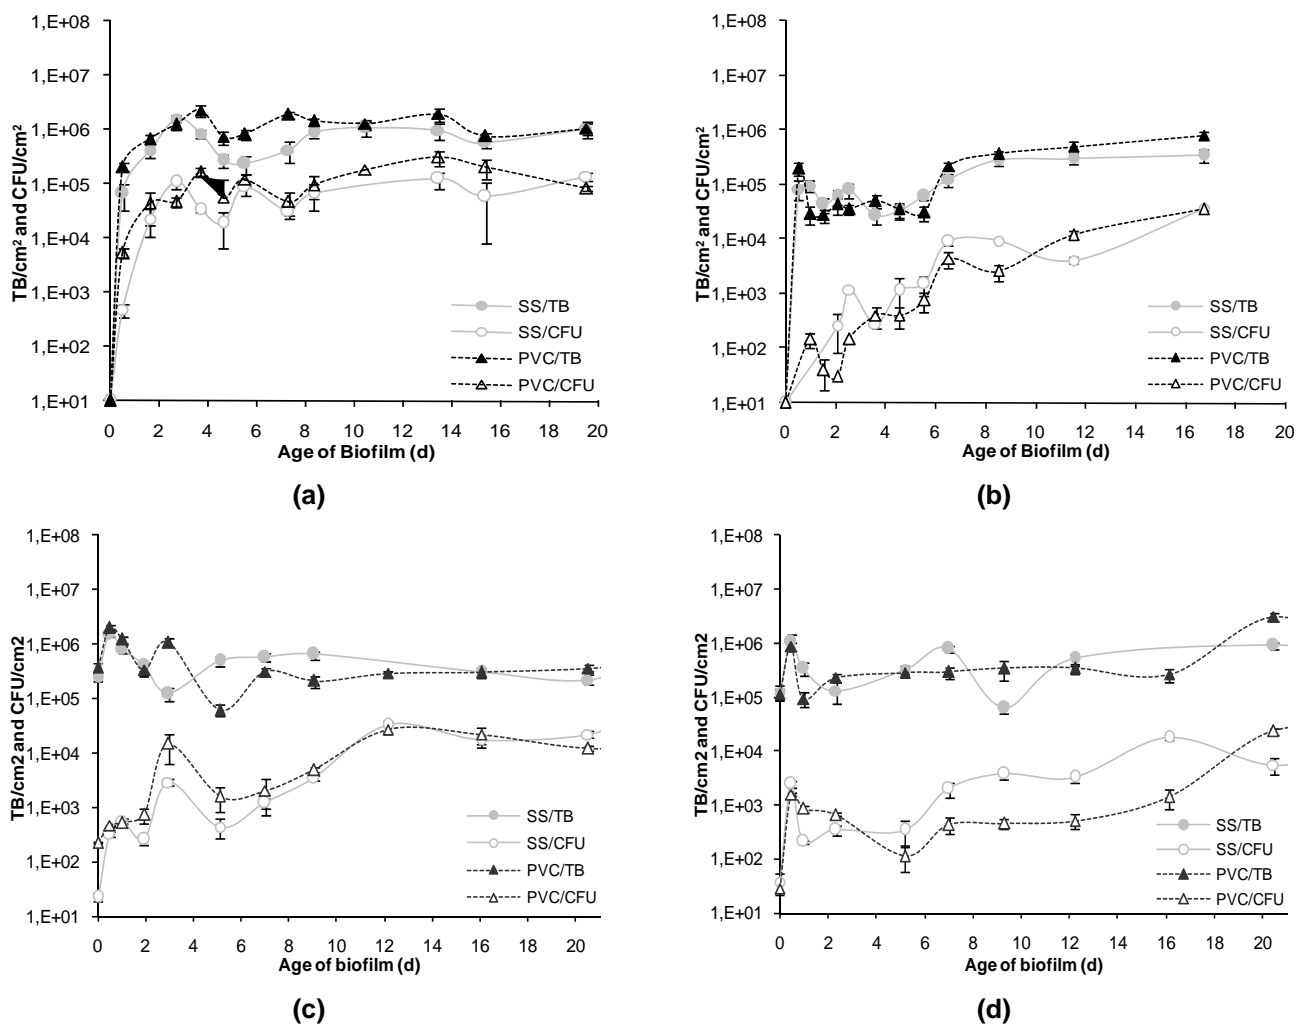 TB/cm² and CFU/cm²
1,E+08
1,E+07
1,E+06
1,E+05
1,E+04
1,E+03
1,E+02
1,E+01
SS/TB
SS/CFU
PVC/TB
PVC/CFU
0 2 4 6 8 10 12 14 16 18 20
Age of Biofilm (d)
(a)
TB/cm² and CFU/cm²
1,E+08
1,E+07
1,E+06
1,E+05
1,E+04
1,E+03
1,E+02
1,E+01
SS/TB
SS/CFU
PVC/TB
PVC/CFU
0 2 4 6 8 10 12 14 16 18 20
Age of Biofilm (d)
(b)
TB/cm2 and CFU/cm2
1,E+08
1,E+07
1,E+06
1,E+05
1,E+04
1,E+03
1,E+02
1,E+01
SS/TB
SS/CFU
PVC/TB
PVC/CFU
0 2 4 6 8 10 12 14 16 18 20
Age of biofilm (d)
(c)
TB/cm2 and CFU/cm2
1,E+08
1,E+07
1,E+06
1,E+05
1,E+04
1,E+03
1,E+02
1,E+01
SS/TB
SS/CFU
PVC/TB
PVC/CFU
0 2 4 6 8 10 12 14 16 18 20
Age of biofilm (d)
(d)